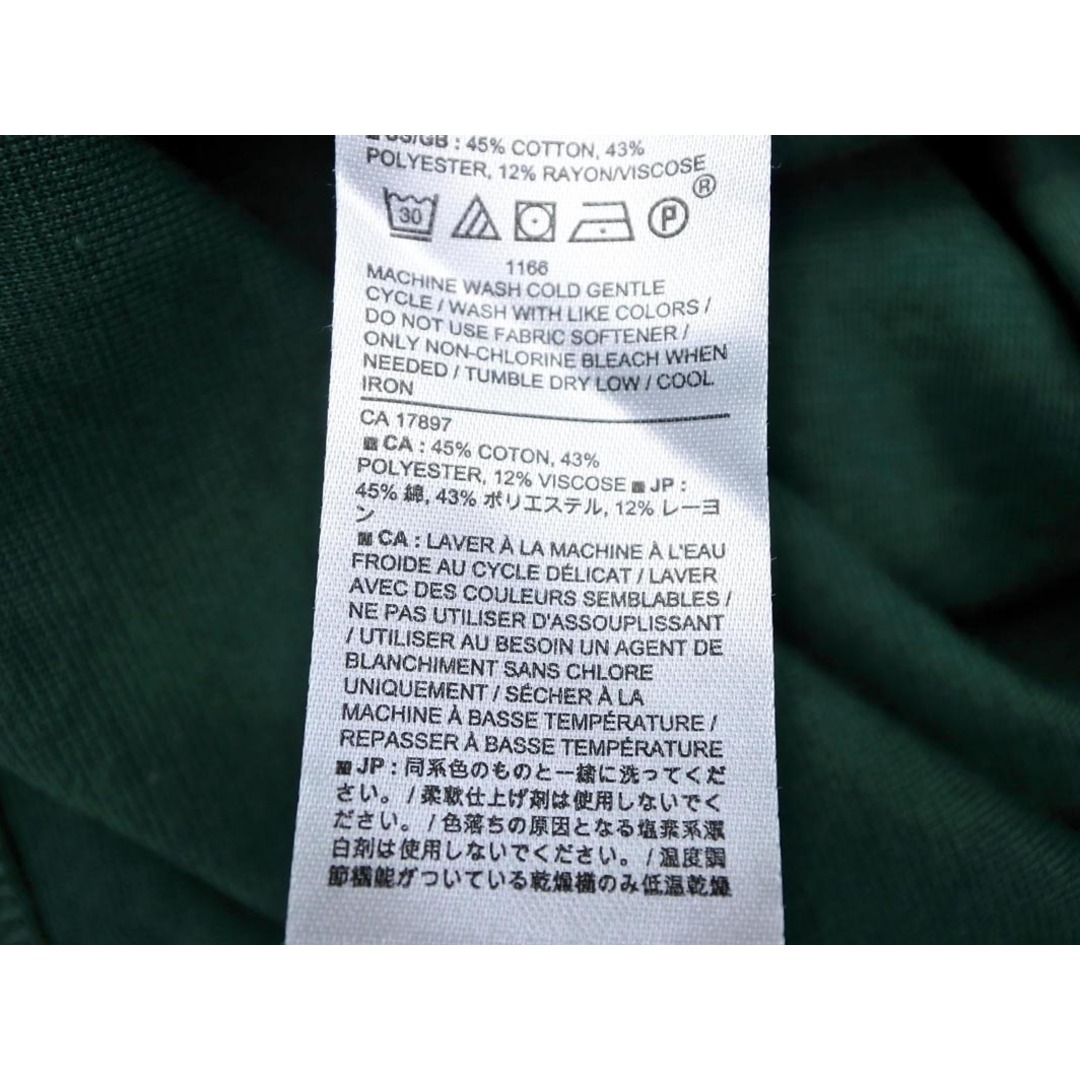 US/GB : 45% COTTON, 43%
POLYESTER, 12% RAYON/VISCOSE
30 P ®
1166
MACHINE WASH COLD GENTLE
CYCLE / WASH WITH LIKE COLORS /
DO NOT USE FABRIC SOFTENER /
ONLY NON-CHLORINE BLEACH WHEN
NEEDED / TUMBLE DRY LOW / COOL
IRON
CA 17897
CA : 45% COTON, 43%
POLYESTER, 12% VISCOSE JP :
45% 綿, 43% ポリエステル, 12% レーヨ
ン
CA : LAVER À LA MACHINE À L'EAU
FROIDE AU CYCLE DÉLICAT / LAVER
AVEC DES COULEURS SEMBLABLES /
NE PAS UTILISER D'ASSOUPLISSANT
/ UTILISER AU BESOIN UN AGENT DE
BLANCHIMENT SANS CHLORE
UNIQUEMENT / SÉCHER À LA
MACHINE À BASSE TEMPÉRATURE /
REPASSER À BASSE TEMPÉRATURE
JP : 同系色のものと一緒に洗ってくだ
さい。 / 柔軟仕上げ剤は使用しないでく
ださい。 / 色落ちの原因となる塩素系漂
白剤は使用しないでください。 / 温度調
節機能がついている乾燥機のみ低温乾燥